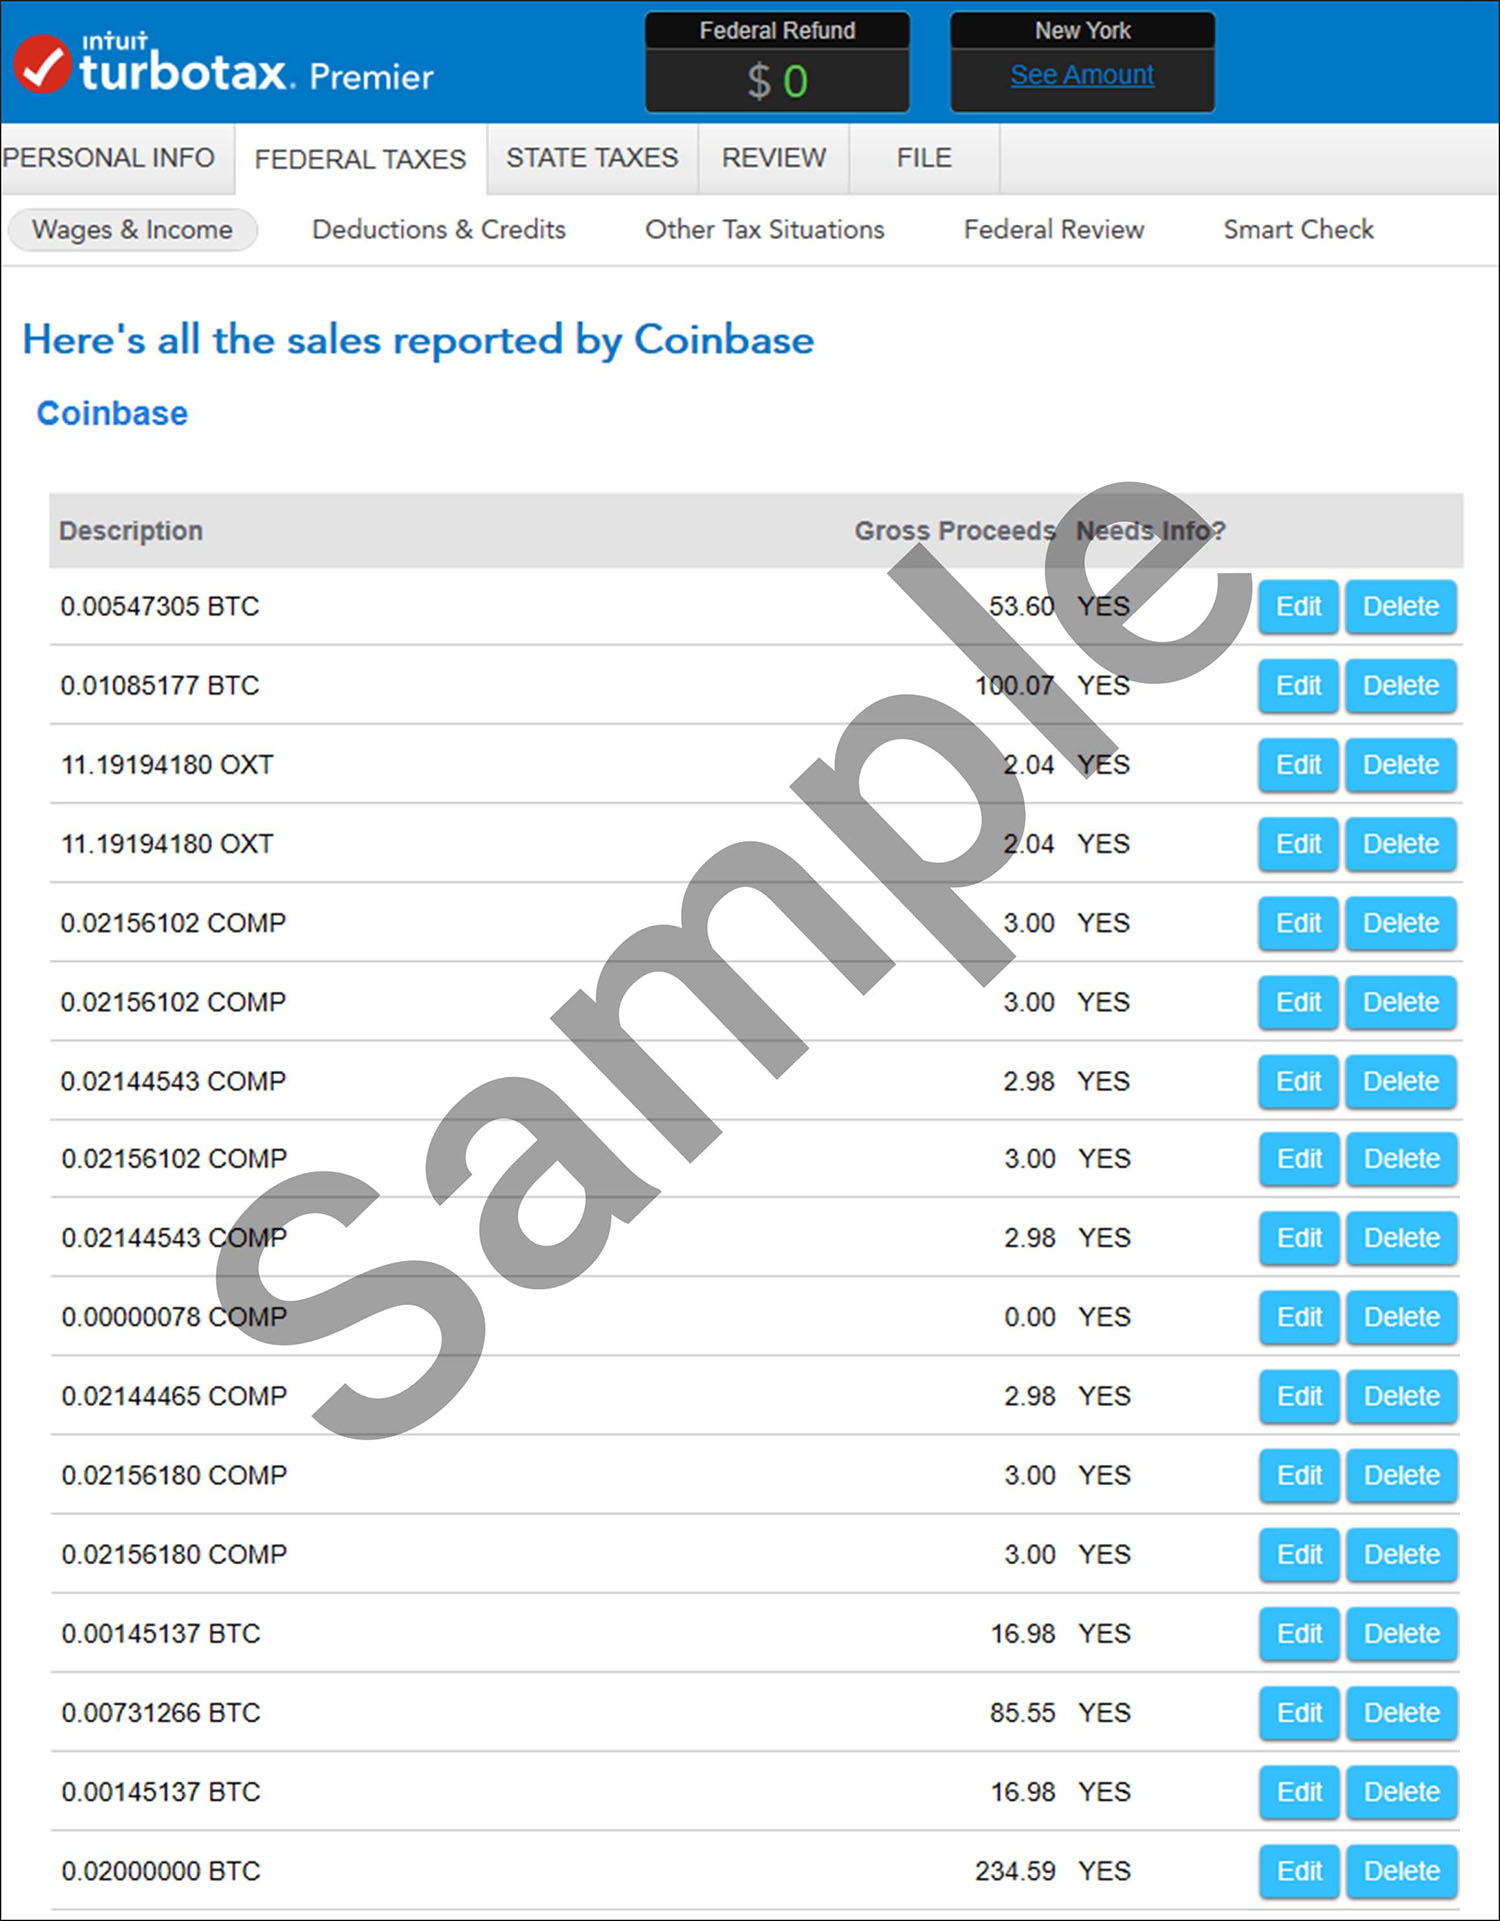 intuit
turbotax. Premier
Federal Refund
$ 0
New York
See Amount
PERSONAL INFO FEDERAL TAXES STATE TAXES REVIEW FILE
Wages & Income Deductions & Credits Other Tax Situations Federal Review Smart Check
Here's all the sales reported by Coinbase
Coinbase
Description Gross Proceeds Needs Info?
0.00547305 BTC 53.60 YES Edit Delete
0.01085177 BTC 100.07 YES Edit Delete
11.19194180 OXT 2.04 YES Edit Delete
11.19194180 OXT 2.04 YES Edit Delete
0.02156102 COMP 3.00 YES Edit Delete
0.02156102 COMP 3.00 YES Edit Delete
0.02144543 COMP 2.98 YES Edit Delete
0.02156102 COMP 3.00 YES Edit Delete
0.02144543 COMP 2.98 YES Edit Delete
0.00000078 COMP 0.00 YES Edit Delete
0.02144465 COMP 2.98 YES Edit Delete
0.02156180 COMP 3.00 YES Edit Delete
0.02156180 COMP 3.00 YES Edit Delete
0.00145137 BTC 16.98 YES Edit Delete
0.00731266 BTC 85.55 YES Edit Delete
0.00145137 BTC 16.98 YES Edit Delete
0.02000000 BTC 234.59 YES Edit Delete
Sample